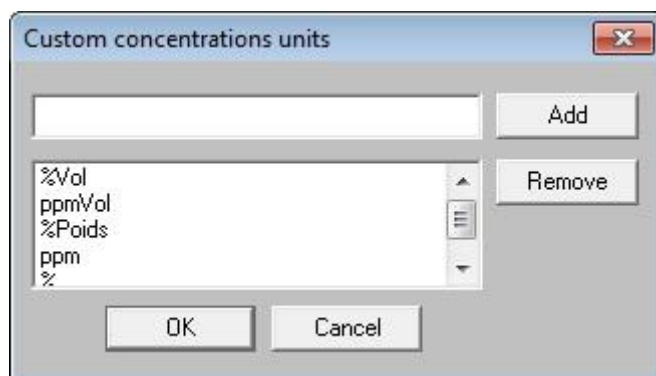 Custom concentrations units
Add
%Vol
ppmVol
%Poids
ppm
%
Remove
OK
Cancel